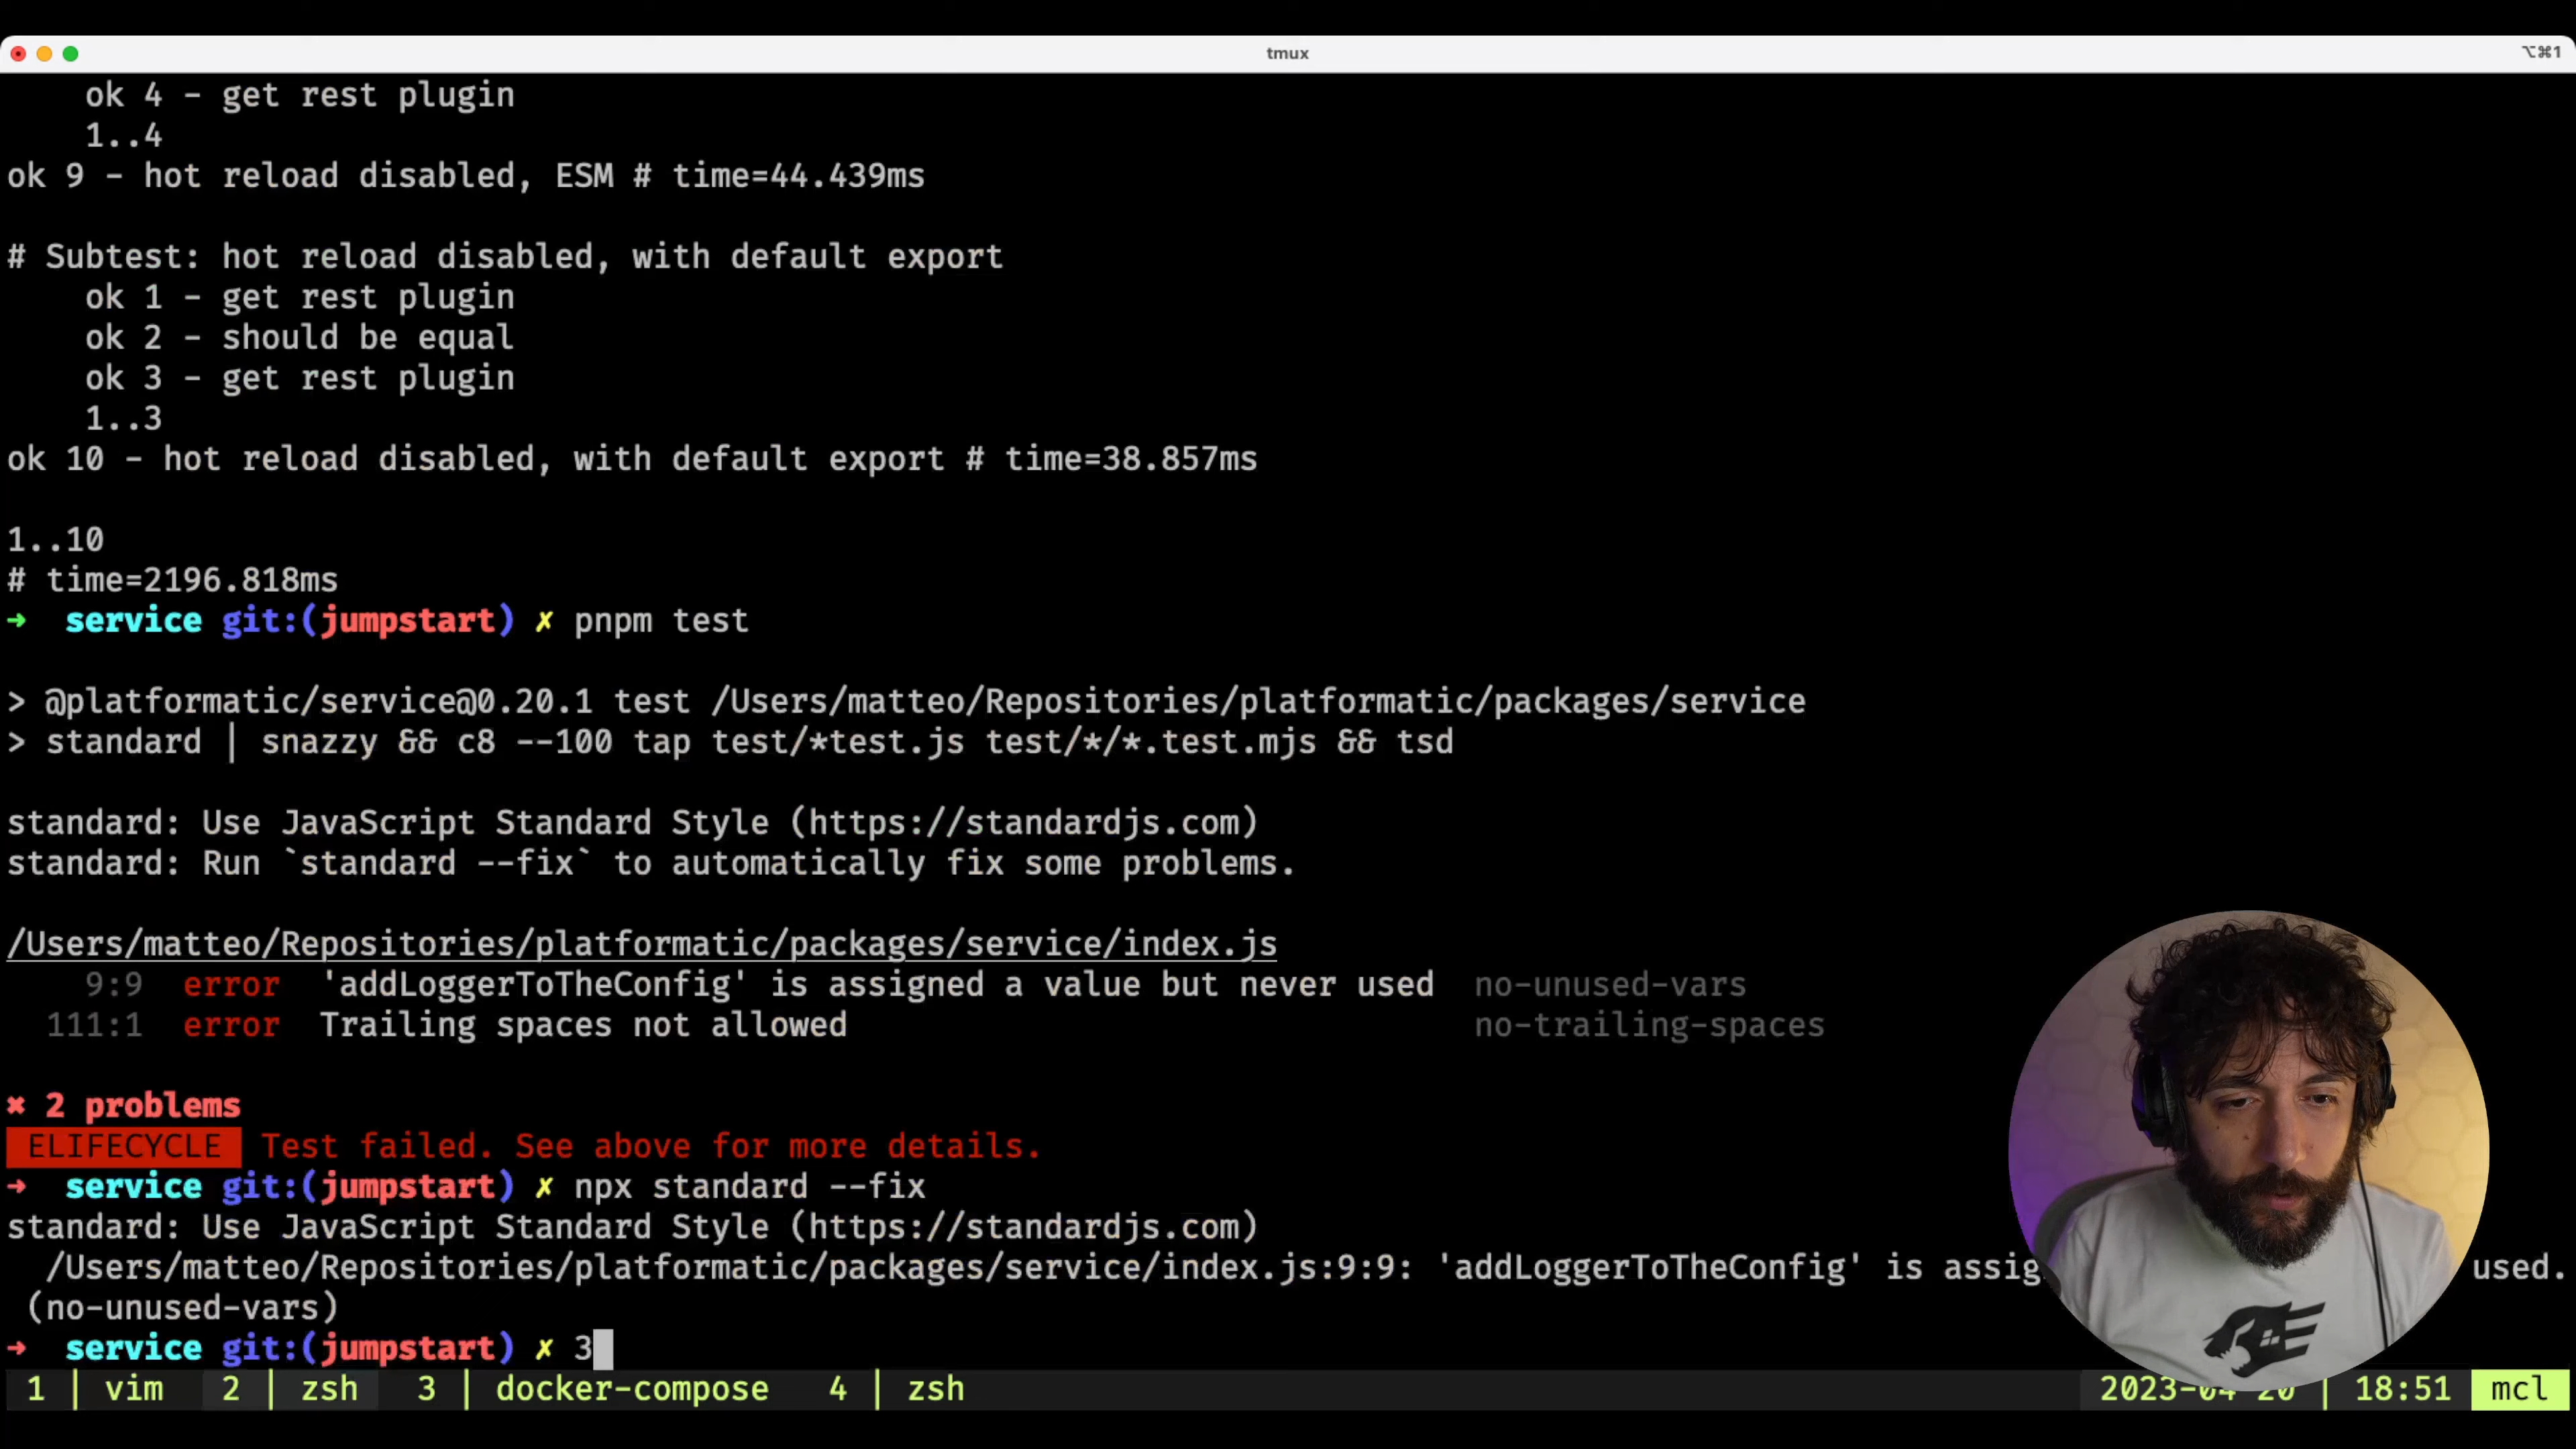 tmux
⌥⌘1
ok 4 - get rest plugin
1..4
ok 9 - hot reload disabled, ESM # time=44.439ms
# Subtest: hot reload disabled, with default export
ok 1 - get rest plugin
ok 2 - should be equal
ok 3 - get rest plugin
1..3
ok 10 - hot reload disabled, with default export # time=38.857ms
1..10
# time=2196.818ms
➜ service git:(jumpstart) ✗ pnpm test
> @platformatic/service@0.20.1 test /Users/matteo/Repositories/platformatic/packages/service
> standard | snazzy && c8 --100 tap test/*test.js test/*/*.test.mjs && tsd
standard: Use JavaScript Standard Style (https://standardjs.com)
standard: Run `standard --fix` to automatically fix some problems.
/Users/matteo/Repositories/platformatic/packages/service/index.js
9:9 error 'addLoggerToTheConfig' is assigned a value but never used no-unused-vars
111:1 error Trailing spaces not allowed no-trailing-spaces
✖ 2 problems
ELIFECYCLE Test failed. See above for more details.
➜ service git:(jumpstart) ✗ npx standard --fix
standard: Use JavaScript Standard Style (https://standardjs.com)
/Users/matteo/Repositories/platformatic/packages/service/index.js:9:9: 'addLoggerToTheConfig' is used.
(no-unused-vars)
➜ service git:(jumpstart) ✗ 3
1 | vim 2 | zsh 3 | docker-compose 4 | zsh 2023-04-20 | 18:51 mcl